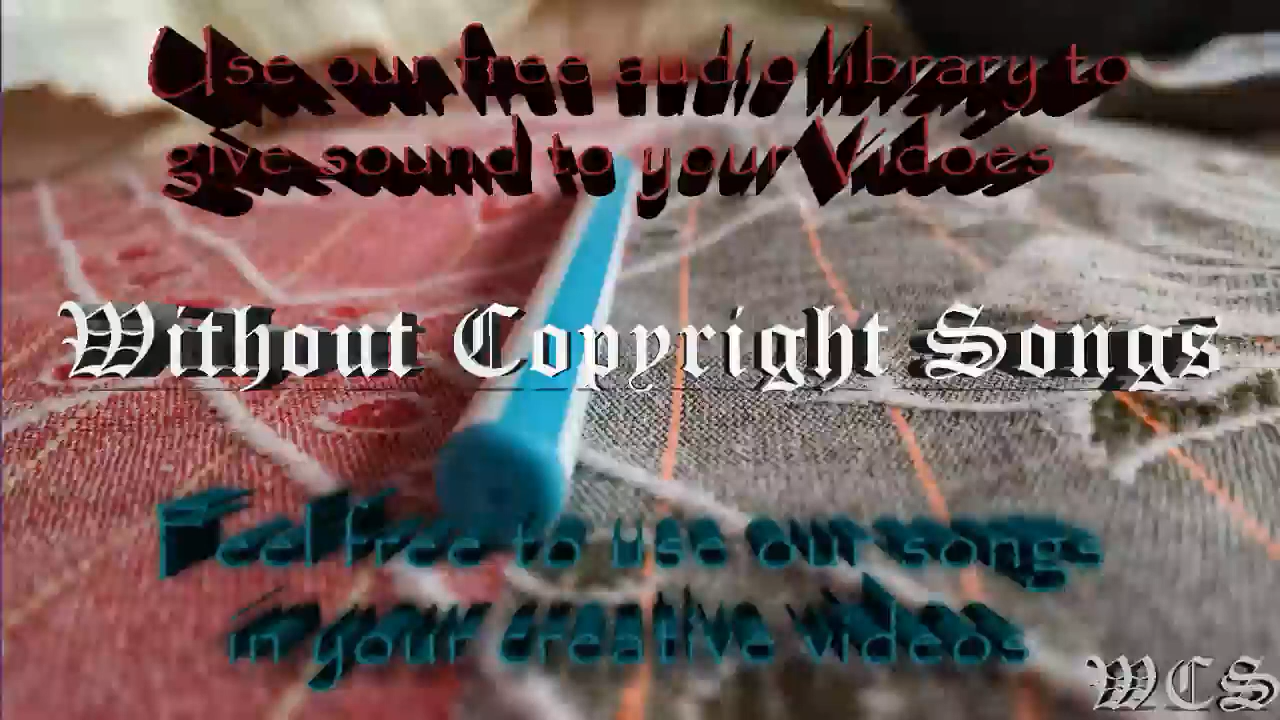 Use our free audio library to
give sound to your Vidoes
Without Copyright Songs
Feel free to use our songs
in your creative videos
WCS